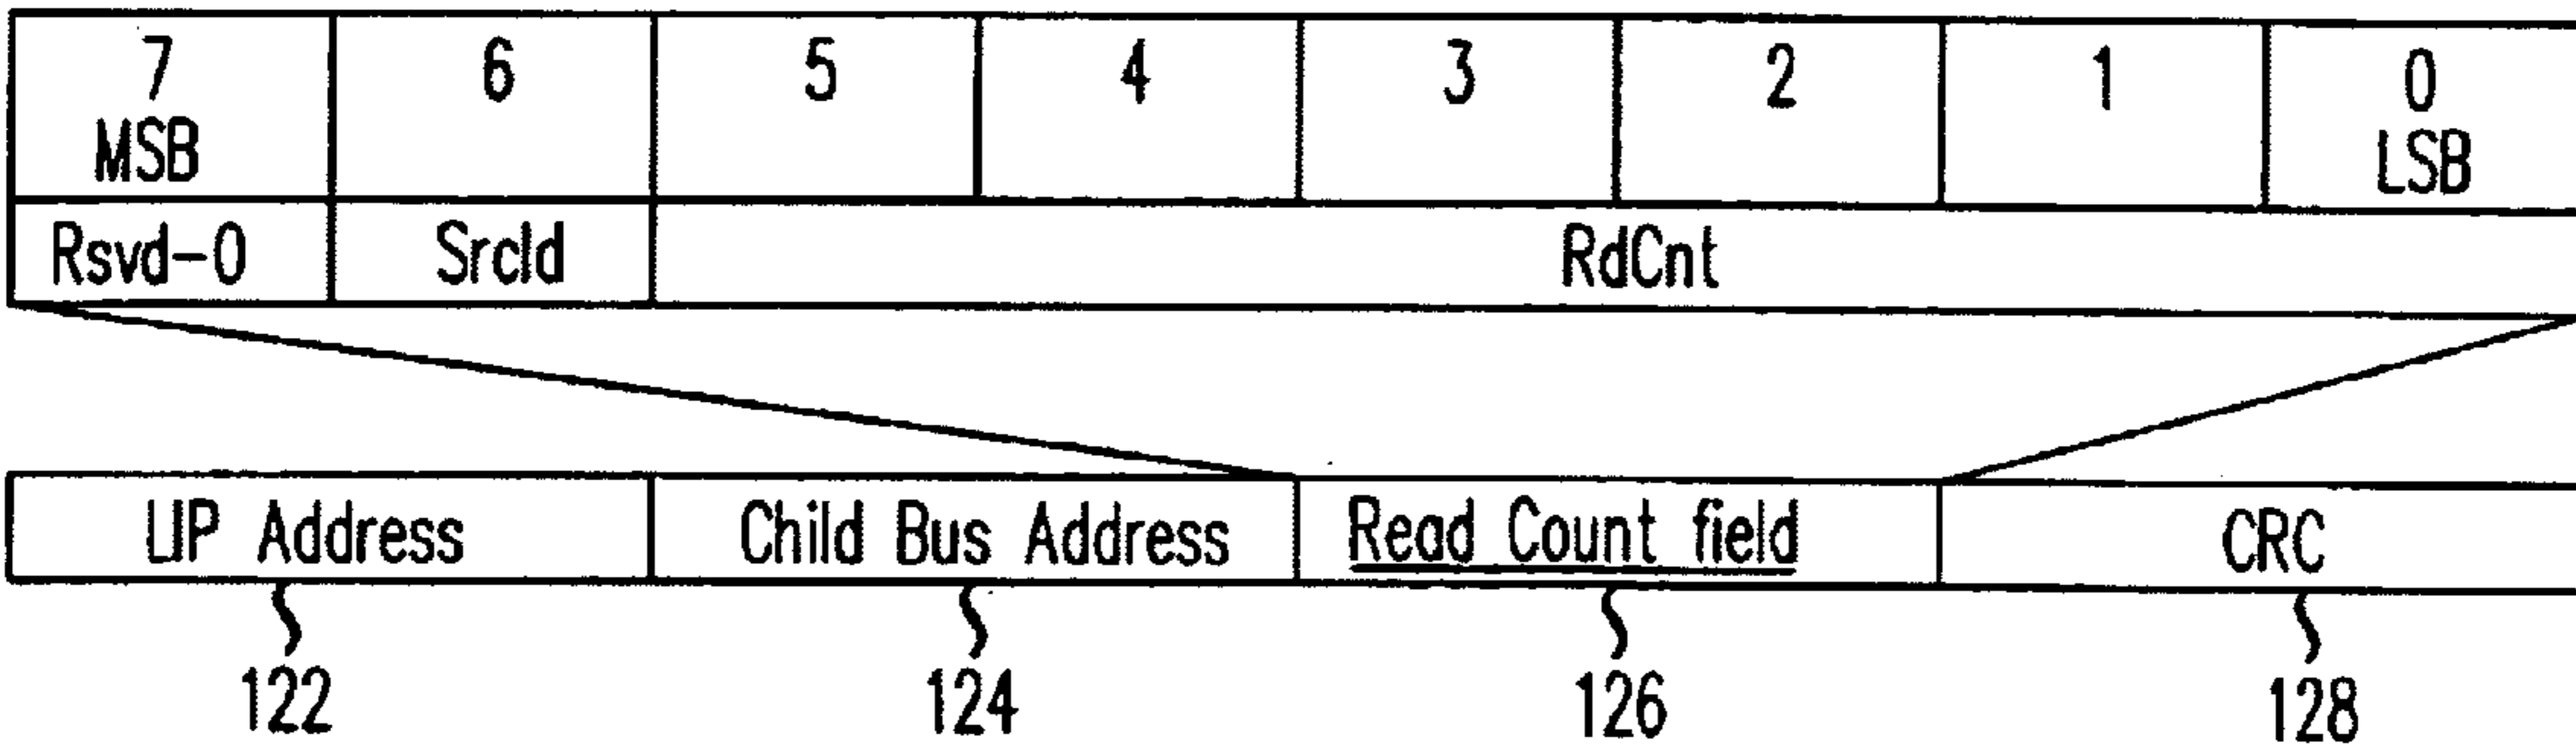 7 6 5 4 3 2 1 0
MSB LSB
Rsvd-0 SrcId RdCnt
LIP Address Child Bus Address Read Count field CRC
122 124 126 128